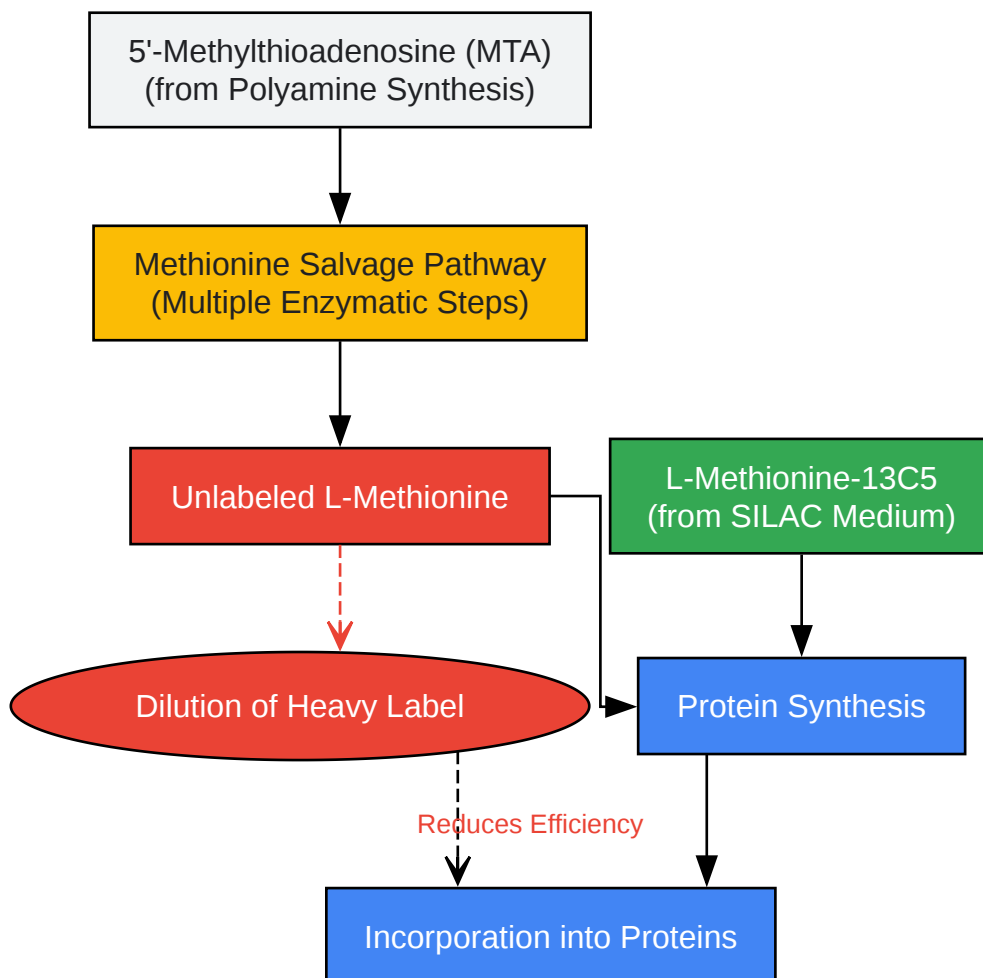 5'-Methylthioadenosine (MTA)
(from Polyamine Synthesis)
Methionine Salvage Pathway
(Multiple Enzymatic Steps)
Unlabeled L-Methionine
L-Methionine-13C5
(from SILAC Medium)
Dilution of Heavy Label
Protein Synthesis
Reduces Efficiency
Incorporation into Proteins